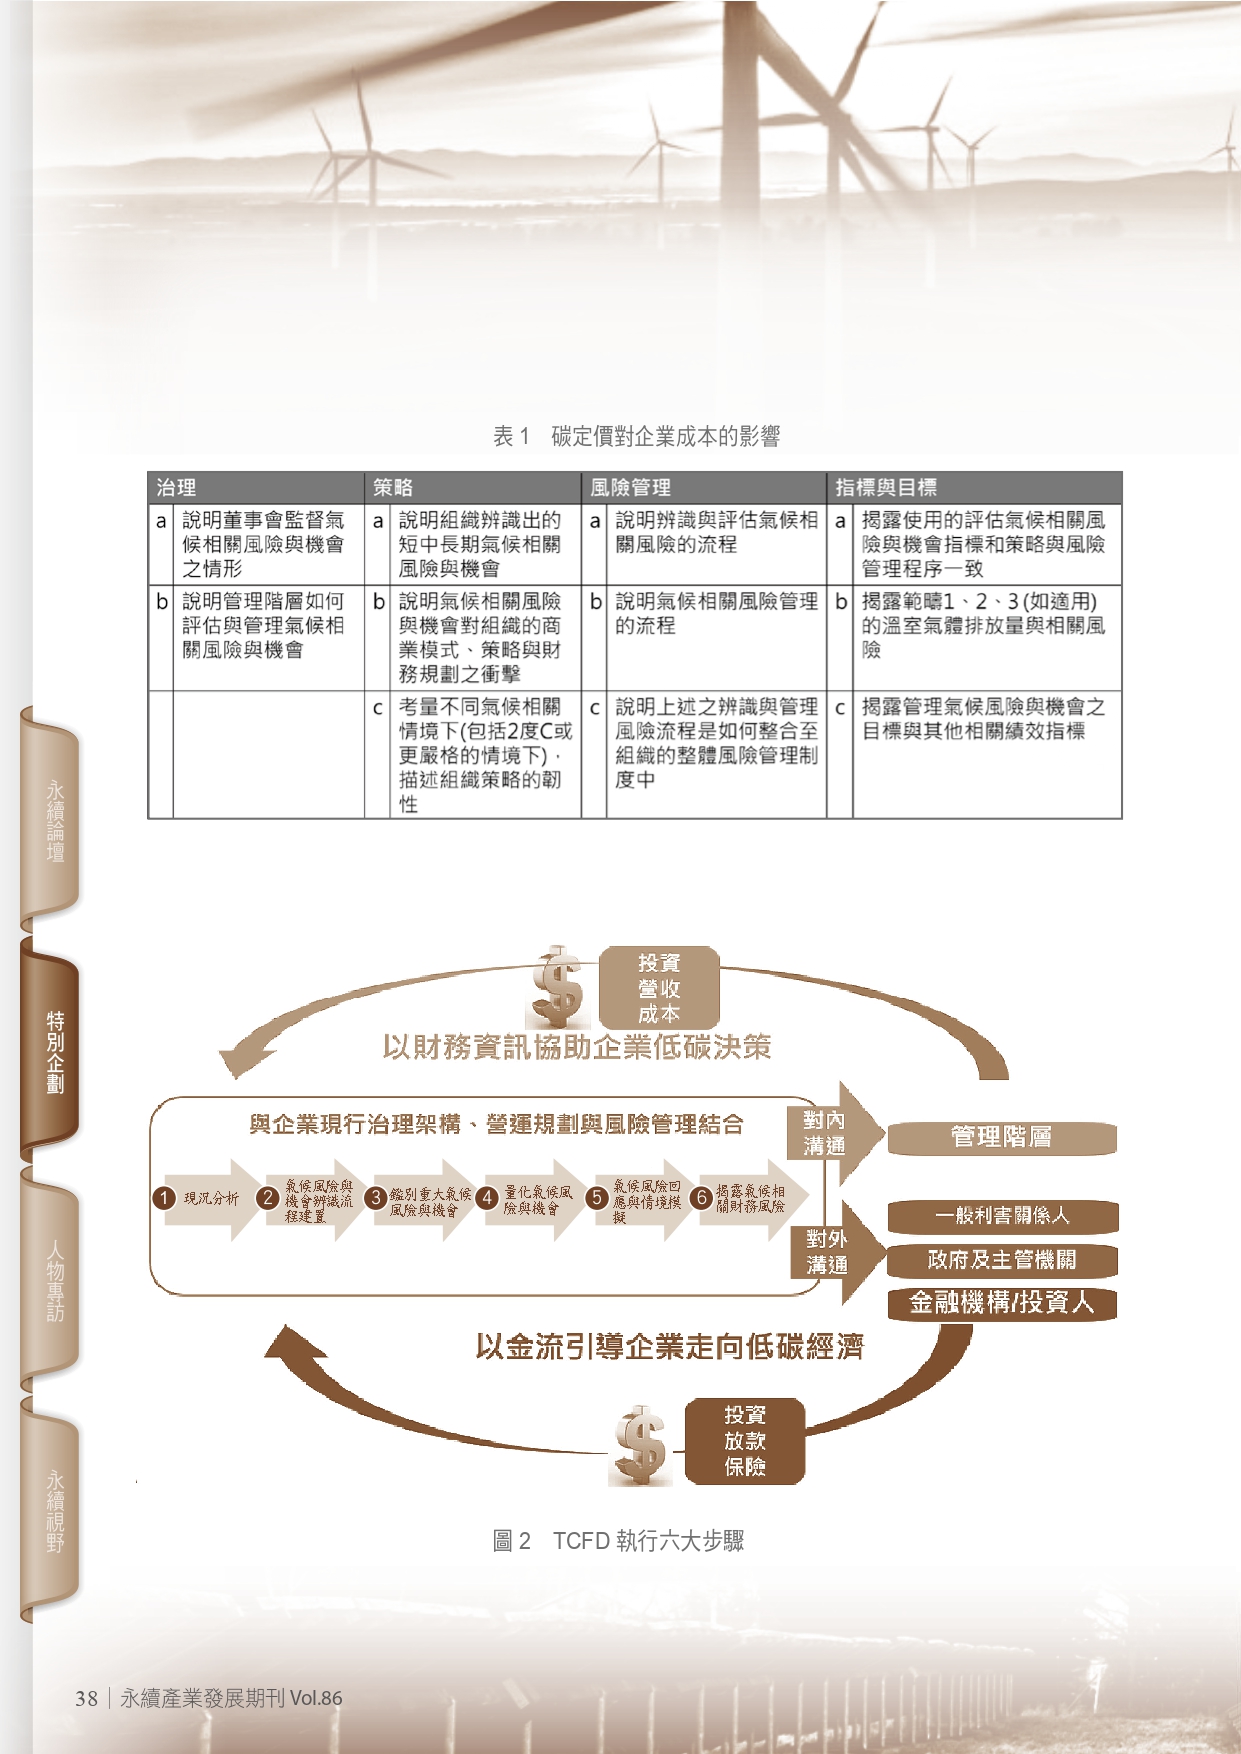 表 1　碳定價對企業成本的影響
治理
策略
風險管理
指標與目標
a
說明董事會監督氣
候相關風險與機會
之情形
a
說明組織辨識出的
短中長期氣候相關
風險與機會
a
說明辨識與評估氣候相
關風險的流程
a
揭露使用的評估氣候相關風
險與機會指標和策略與風險
管理程序一致
b
說明管理階層如何
評估與管理氣候相
關風險與機會
b
說明氣候相關風險
與機會對組織的商
業模式、策略與財
務規劃之衝擊
b
說明氣候相關風險管理
的流程
b
揭露範疇1、2、3(如適用)
的溫室氣體排放量與相關風
險
c
考量不同氣候相關
情境下(包括2度C或
更嚴格的情境下)，
描述組織策略的韌
性
c
說明上述之辨識與管理
風險流程是如何整合至
組織的整體風險管理制
度中
c
揭露管理氣候風險與機會之
目標與其他相關績效指標
投資
營收
成本
以財務資訊協助企業低碳決策
與企業現行治理架構、營運規劃與風險管理結合
1 現況分析
2 氣候風險與
機會辨識流
程建置
3 鑑別重大氣候
風險與機會
4 量化氣候風
險與機會
5 氣候風險回
應與情境模
擬
6 揭露氣候相
關財務風險
對內
溝通
管理階層
對外
溝通
一般利害關係人
政府及主管機關
金融機構/投資人
以金流引導企業走向低碳經濟
投資
放款
保險
圖 2　TCFD 執行六大步驟
永續論壇
特別企劃
人物專訪
永續視野
38｜永續產業發展期刊 Vol.86